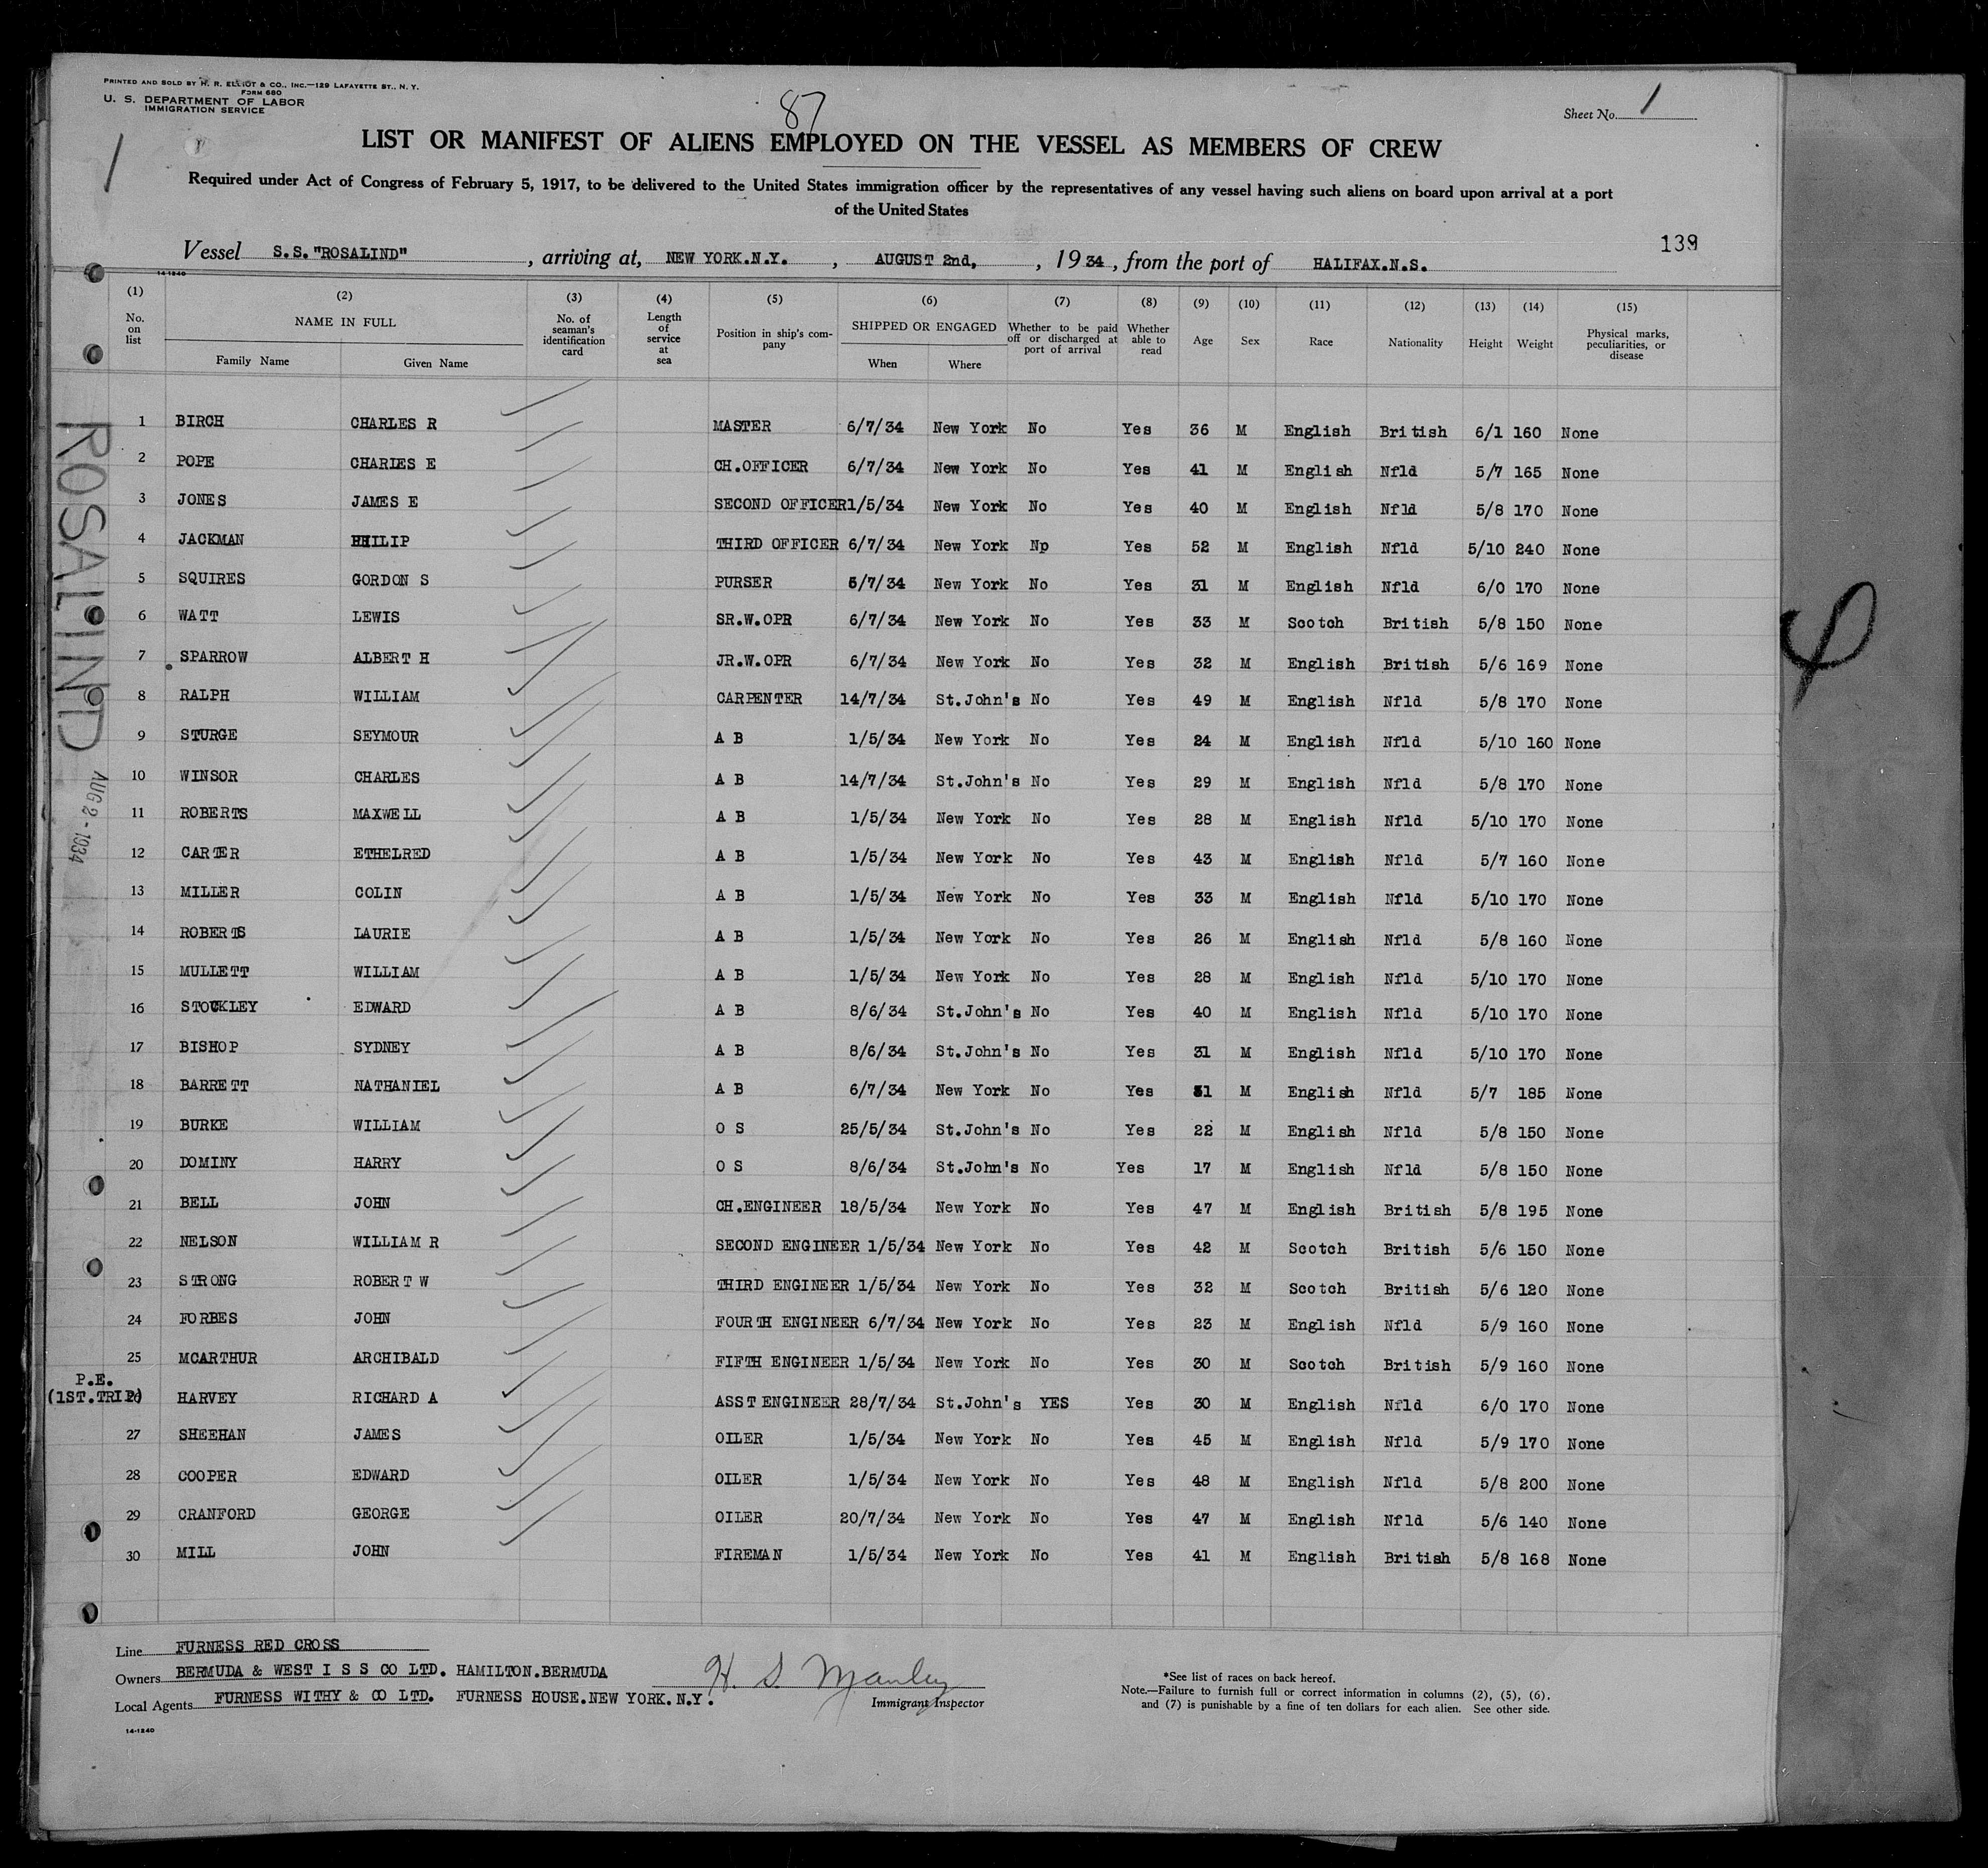 PRINTED AND SOLD BY H. R. ELLIOT & CO., INC.—129 LAFAYETTE ST., N. Y.
FORM 680
U. S. DEPARTMENT OF LABOR
IMMIGRATION SERVICE
87
Sheet No. 1
1
LIST OR MANIFEST OF ALIENS EMPLOYED ON THE VESSEL AS MEMBERS OF CREW
Required under Act of Congress of February 5, 1917, to be delivered to the United States immigration officer by the representatives of any vessel having such aliens on board upon arrival at a port
of the United States
139
Vessel S.S."ROSALIND", arriving at, NEW YORK.N.Y., AUGUST 2nd, , 1934, from the port of HALIFAX.N.S.
14-1240
(1) (2) (3) (4) (5) (6) (7) (8) (9) (10) (11) (12) (13) (14) (15)
No. on list NAME IN FULL Family Name Given Name No. of seaman's identification card Length of service at sea Position in ship's company SHIPPED OR ENGAGED When Where Whether to be paid off or discharged at port of arrival Whether able to read Age Sex Race Nationality Height Weight Physical marks, peculiarities, or disease
1 BIRCH CHARLES R MASTER 6/7/34 New York No Yes 36 M English British 6/1 160 None
2 POPE CHARLES E CH.OFFICER 6/7/34 New York No Yes 41 M English Nfld 5/7 165 None
3 JONES JAMES E SECOND OFFICER 1/5/34 New York No Yes 40 M English Nfld 5/8 170 None
4 JACKMAN PHILIP THIRD OFFICER 6/7/34 New York Np Yes 52 M English Nfld 5/10 240 None
5 SQUIRES GORDON S PURSER 6/7/34 New York No Yes 31 M English Nfld 6/0 170 None
6 WATT LEWIS SR.W.OPR 6/7/34 New York No Yes 33 M Scotch British 5/8 150 None
7 SPARROW ALBERT H JR.W.OPR 6/7/34 New York No Yes 32 M English British 5/6 169 None
8 RALPH WILLIAM CARPENTER 14/7/34 St.John's No Yes 49 M English Nfld 5/8 170 None
9 STURGE SEYMOUR A B 1/5/34 New York No Yes 24 M English Nfld 5/10 160 None
10 WINSOR CHARLES A B 14/7/34 St.John's No Yes 29 M English Nfld 5/8 170 None
11 ROBERTS MAXWELL A B 1/5/34 New York No Yes 28 M English Nfld 5/10 170 None
12 CARTER ETHELRED A B 1/5/34 New York No Yes 43 M English Nfld 5/7 160 None
13 MILLER COLIN A B 1/5/34 New York No Yes 33 M English Nfld 5/10 170 None
14 ROBERTS LAURIE A B 1/5/34 New York No Yes 26 M English Nfld 5/8 160 None
15 MULLETT WILLIAM A B 1/5/34 New York No Yes 28 M English Nfld 5/10 170 None
16 STOCKLEY EDWARD A B 8/6/34 St.John's No Yes 40 M English Nfld 5/10 170 None
17 BISHOP SYDNEY A B 8/6/34 St.John's No Yes 31 M English Nfld 5/10 170 None
18 BARRETT NATHANIEL A B 6/7/34 New York No Yes 51 M English Nfld 5/7 185 None
19 BURKE WILLIAM O S 25/5/34 St.John's No Yes 22 M English Nfld 5/8 150 None
20 DOMINY HARRY O S 8/6/34 St.John's No Yes 17 M English Nfld 5/8 150 None
21 BELL JOHN CH.ENGINEER 18/5/34 New York No Yes 47 M English British 5/8 195 None
22 NELSON WILLIAM R SECOND ENGINEER 1/5/34 New York No Yes 42 M Scotch British 5/6 150 None
23 STRONG ROBERT W THIRD ENGINEER 1/5/34 New York No Yes 32 M Scotch British 5/6 120 None
24 FORBES JOHN FOURTH ENGINEER 6/7/34 New York No Yes 23 M English Nfld 5/9 160 None
25 MCARTHUR ARCHIBALD FIFTH ENGINEER 1/5/34 New York No Yes 30 M Scotch British 5/9 160 None
P.E.
(1ST.TRIP) 26 HARVEY RICHARD A ASST ENGINEER 28/7/34 St.John's YES Yes 30 M English Nfld 6/0 170 None
27 SHEEHAN JAMES OILER 1/5/34 New York No Yes 45 M English Nfld 5/9 170 None
28 COOPER EDWARD OILER 1/5/34 New York No Yes 48 M English Nfld 5/8 200 None
29 CRANFORD GEORGE OILER 20/7/34 New York No Yes 47 M English Nfld 5/6 140 None
30 MILL JOHN FIREMAN 1/5/34 New York No Yes 41 M English British 5/8 168 None
ROSALIND
AUG 2 - 1934
Line FURNESS RED CROSS
Owners BERMUDA & WEST I S S CO LTD. HAMILTON.BERMUDA
Local Agents FURNESS WITHY & CO LTD. FURNESS HOUSE.NEW YORK.N.Y.
H. S. Manley
Immigrant Inspector
*See list of races on back hereof.
Note.—Failure to furnish full or correct information in columns (2), (5), (6),
and (7) is punishable by a fine of ten dollars for each alien. See other side.
14-1240